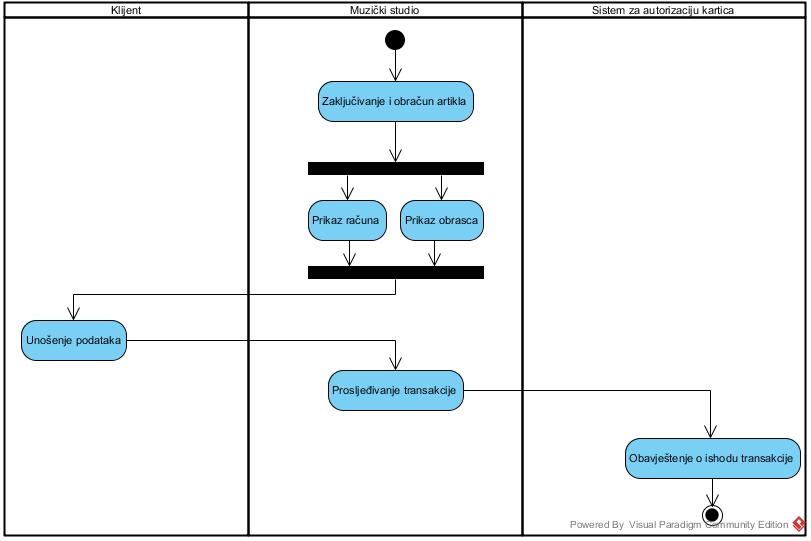 Klijent
Muzički studio
Sistem za autorizaciju kartica
Zaključivanje i obračun artikla
Prikaz računa
Prikaz obrasca
Unošenje podataka
Prosljeđivanje transakcije
Obavještenje o ishodu transakcije
Powered By Visual Paradigm Community Edition